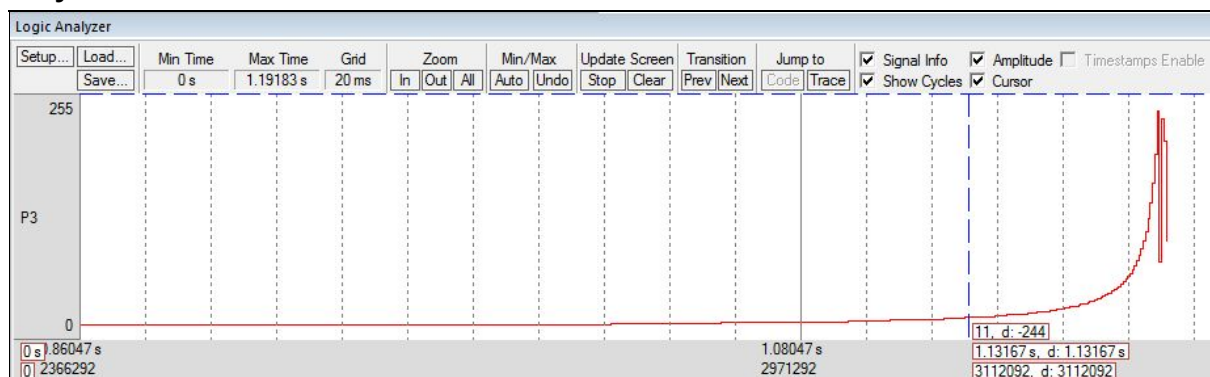 Logic Analyzer
Setup... Load... Min Time Max Time Grid Zoom Min/Max Update Screen Transition Jump to Signal Info Amplitude Timestamps Enable
Save... 0 s 1.19183 s 20 ms In Out All Auto Undo Stop Clear Prev Next Code Trace Show Cycles Cursor
255
P3
0
11, d: -244
0 s .86047 s 1.08047 s 1.13167 s, d: 1.13167 s
0 2366292 2971292 3112092, d: 3112092